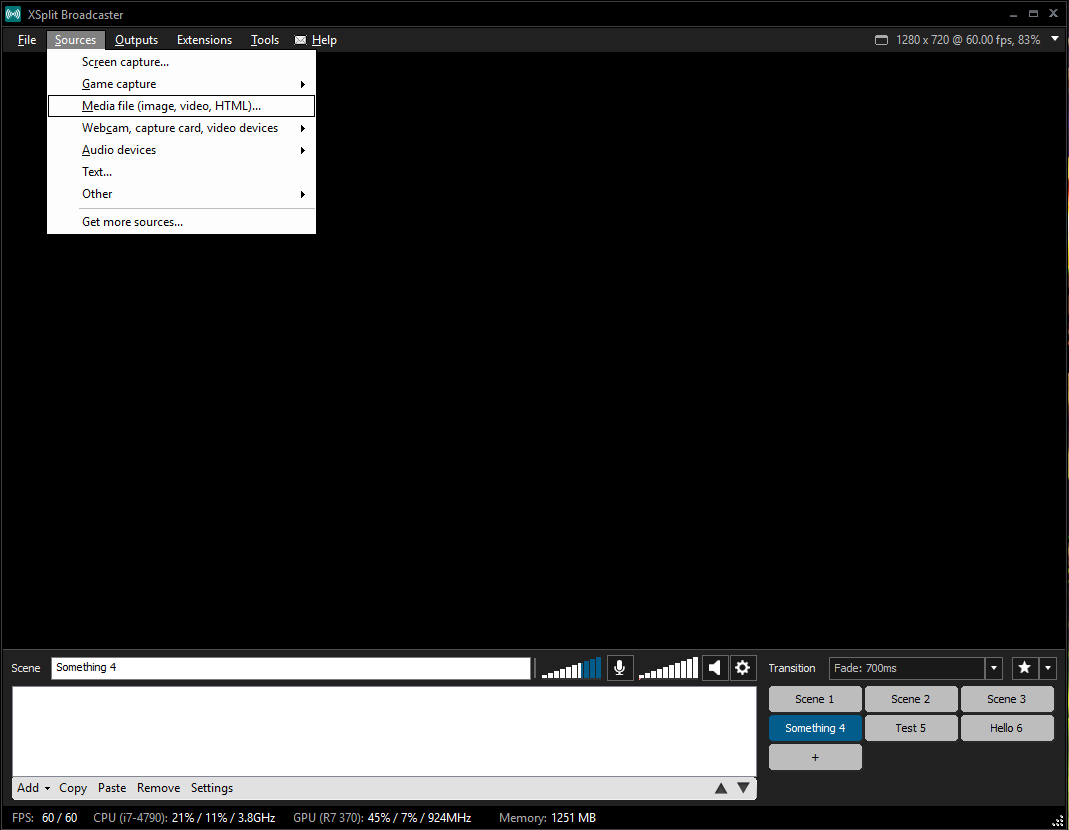 XSplit Broadcaster
File Sources Outputs Extensions Tools Help 1280 x 720 @ 60.00 fps, 83%
Screen capture...
Game capture
Media file (image, video, HTML)...
Webcam, capture card, video devices
Audio devices
Text...
Other
Get more sources...
Scene Something 4 Transition Fade: 700ms
Scene 1 Scene 2 Scene 3
Something 4 Test 5 Hello 6
+
Add Copy Paste Remove Settings
FPS: 60 / 60 CPU (i7-4790): 21% / 11% / 3.8GHz GPU (R7 370): 45% / 7% / 924MHz Memory: 1251 MB